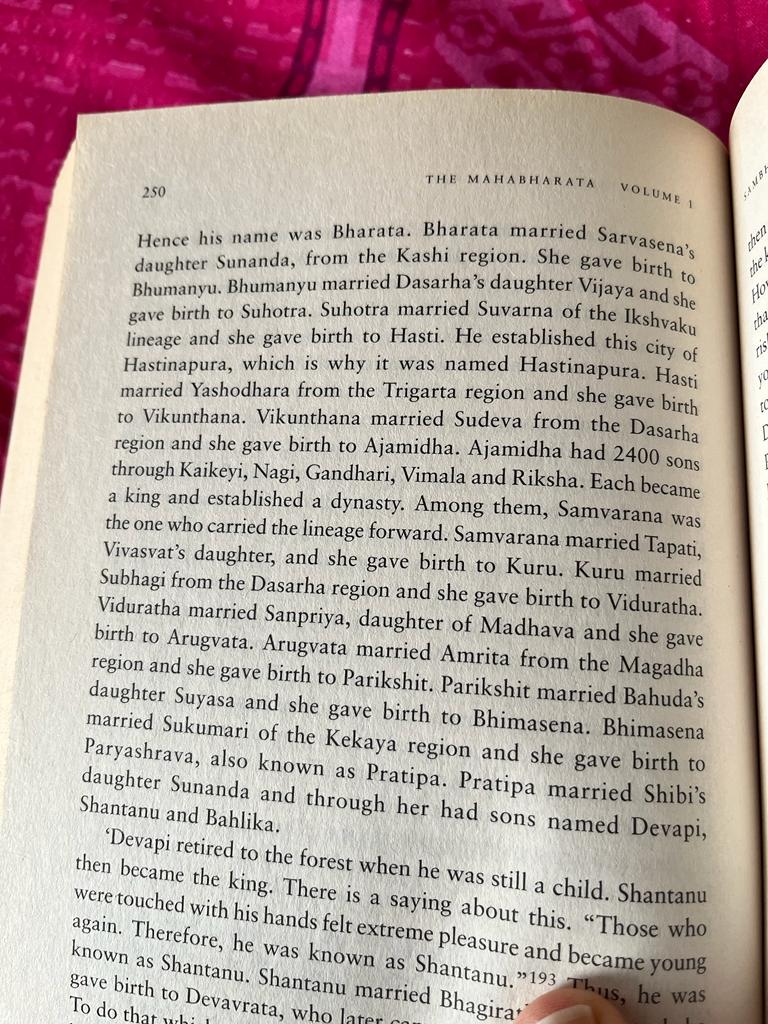 250
THE MAHABHARATA VOLUME 1
Hence his name was Bharata. Bharata married Sarvasena's
daughter Sunanda, from the Kashi region. She gave birth to
Bhumanyu. Bhumanyu married Dasarha's daughter Vijaya and she
gave birth to Suhotra. Suhotra married Suvarna of the Ikshvaku
lineage and she gave birth to Hasti. He established this city of
Hastinapura, which is why it was named Hastinapura. Hasti
married Yashodhara from the Trigarta region and she gave birth
to Vikunthana. Vikunthana married Sudeva from the Dasarha
region and she gave birth to Ajamidha. Ajamidha had 2400 sons
through Kaikeyi, Nagi, Gandhari, Vimala and Riksha. Each became
a king and established a dynasty. Among them, Samvarana was
the one who carried the lineage forward. Samvarana married Tapati,
Vivasvat's daughter, and she gave birth to Kuru. Kuru married
Subhagi from the Dasarha region and she gave birth to Viduratha.
Viduratha married Sanpriya, daughter of Madhava and she gave
birth to Arugvata. Arugvata married Amrita from the Magadha
region and she gave birth to Parikshit. Parikshit married Bahuda's
daughter Suyasa and she gave birth to Bhimasena. Bhimasena
married Sukumari of the Kekaya region and she gave birth to
Paryashrava, also known as Pratipa. Pratipa married Shibi's
daughter Sunanda and through her had sons named Devapi,
Shantanu and Bahlika.
'Devapi retired to the forest when he was still a child. Shantanu
then became the king. There is a saying about this. "Those who
were touched with his hands felt extreme pleasure and became young
again. Therefore, he was known as Shantanu."193 Thus, he was
known as Shantanu. Shantanu married
gave birth to Devavrata, who later
To do that
then
the